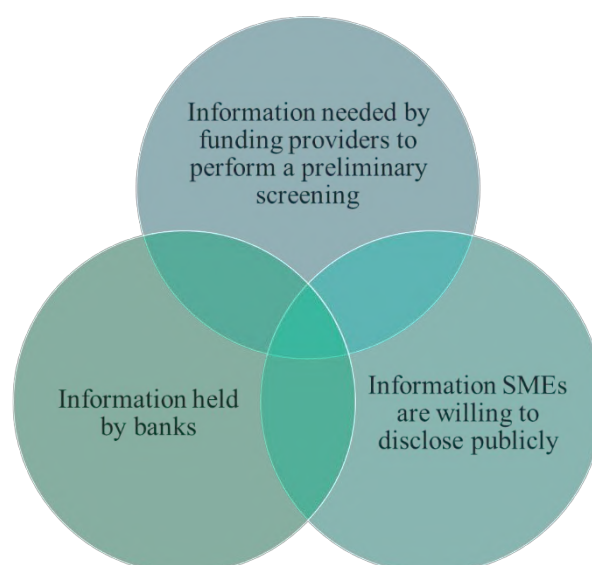 Information needed by
funding providers to
perform a preliminary
screening
Information held
by banks
Information SMEs
are willing to
disclose publicly